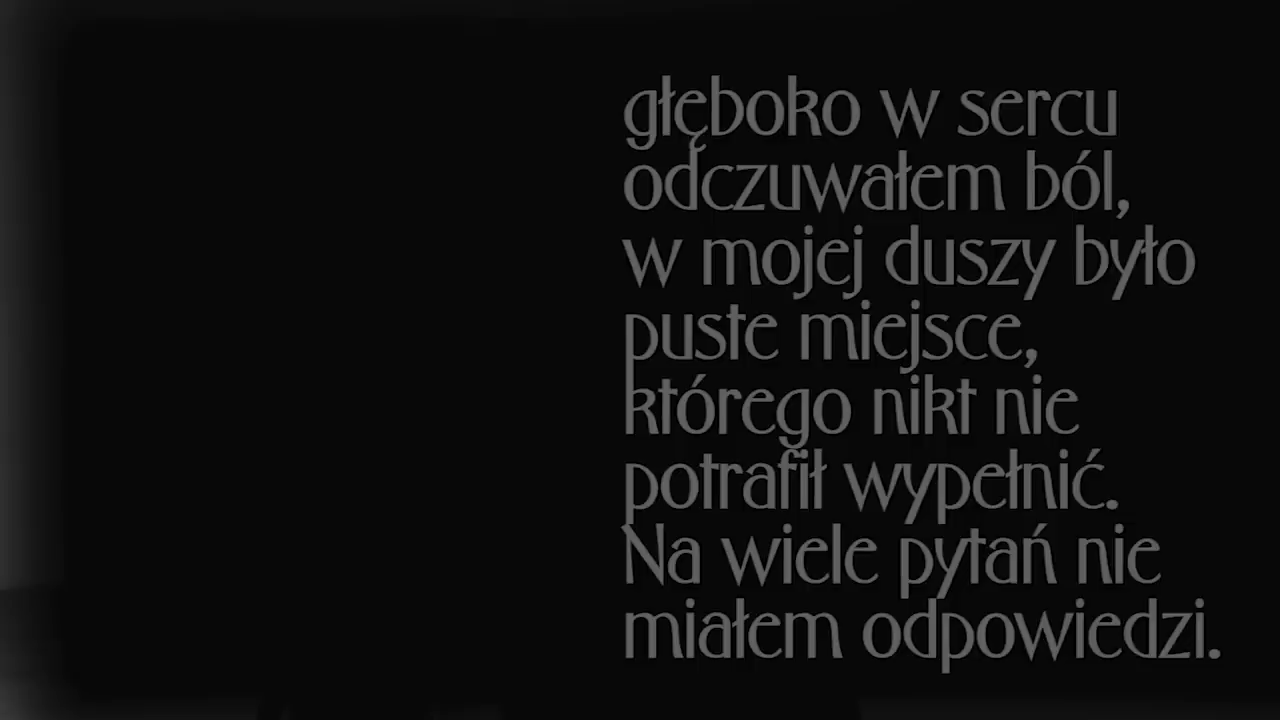 głęboko w sercu
odczuwałem ból,
w mojej duszy było
puste miejsce,
którego nikt nie
potrafił wypełnić.
Na wiele pytań nie
miałem odpowiedzi.